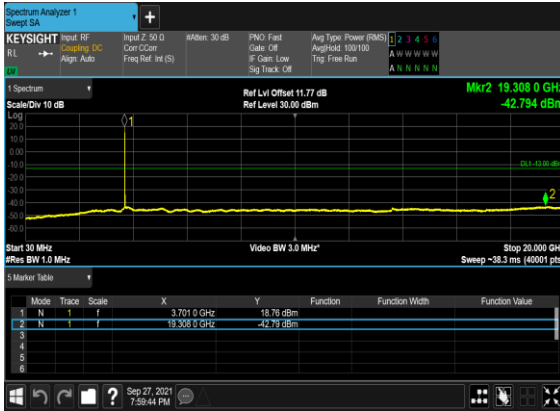 Spectrum Analyzer 1
Swept SA
+
KEYSIGHT Input: RF Input Z: 50 Ω #Atten: 30 dB PNO: Fast Avg Type: Power (RMS) 1 2 3 4 5 6
RL Coupling: DC Corr CCorr Gate: Off Avg|Hold: 100/100 A W W W W W
Align: Auto Freq Ref: Int (S) IF Gain: Low Trig: Free Run
Sig Track: Off A N N N N N
1 Spectrum Ref Lvl Offset 11.77 dB Mkr2 19.308 0 GHz
Scale/Div 10 dB Ref Level 30.00 dBm -42.794 dBm
Log
20.0
10.0
0.00
-10.0
-20.0
-30.0
-40.0
-50.0
-60.0
1
DL1 -13.00 dBm
2
Start 30 MHz Video BW 3.0 MHz* Stop 20.000 GH
#Res BW 1.0 MHz Sweep ~38.3 ms (40001 pts
5 Marker Table
Mode Trace Scale X Y Function Function Width Function Value
1 N 1 f 3.701 0 GHz 18.76 dBm
2 N 1 f 19.308 0 GHz -42.79 dBm
3
4
5
6
? Sep 27, 2021
7:59:44 PM